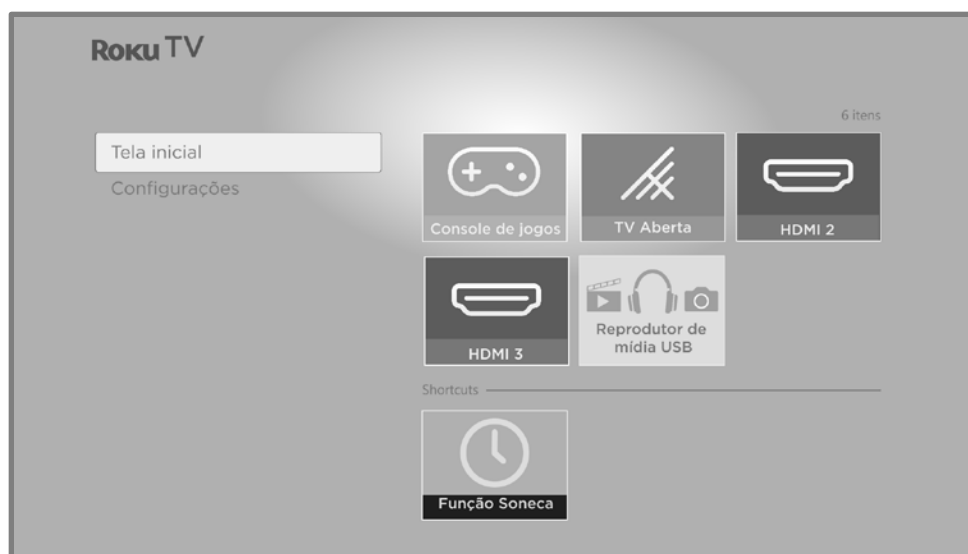 Roku TV
6 itens
Tela inicial
Configurações
Console de jogos
TV Aberta
HDMI 2
HDMI 3
Reprodutor de
mídia USB
Shortcuts
Função Soneca